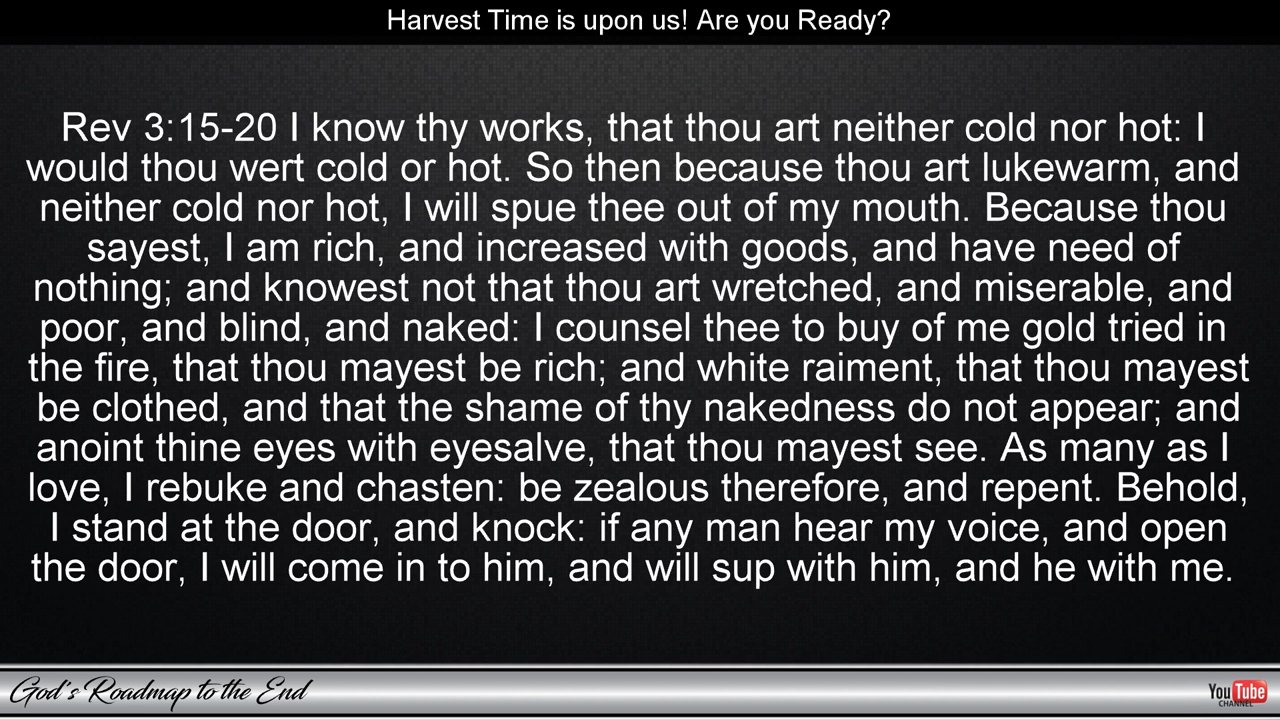 Harvest Time is upon us! Are you Ready?
Rev 3:15-20 I know thy works, that thou art neither cold nor hot: I
would thou wert cold or hot. So then because thou art lukewarm, and
neither cold nor hot, I will spue thee out of my mouth. Because thou
sayest, I am rich, and increased with goods, and have need of
nothing; and knowest not that thou art wretched, and miserable, and
poor, and blind, and naked: I counsel thee to buy of me gold tried in
the fire, that thou mayest be rich; and white raiment, that thou mayest
be clothed, and that the shame of thy nakedness do not appear; and
anoint thine eyes with eyesalve, that thou mayest see. As many as I
love, I rebuke and chasten: be zealous therefore, and repent. Behold,
I stand at the door, and knock: if any man hear my voice, and open
the door, I will come in to him, and will sup with him, and he with me.
God's Roadmap to the End
YouTube
CHANNEL